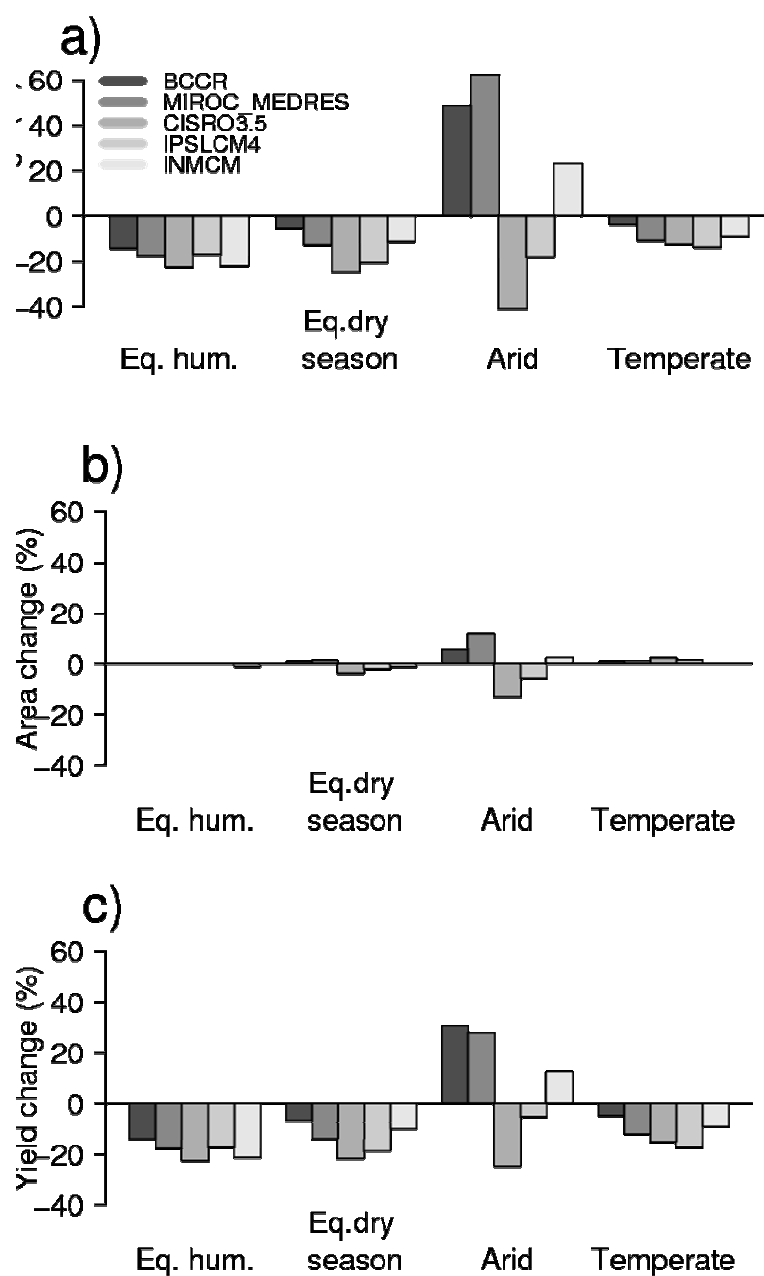 a)
60
40
20
0
−20
−40
BCCR
MIROC_MEDRES
CISRO3.5
IPSLCM4
INMCM
Eq. hum.
Eq.dry
season
Arid
Temperate
b)
Area change (%)
60
40
20
0
−20
−40
Eq. hum.
Eq.dry
season
Arid
Temperate
c)
Yield change (%)
60
40
20
0
−20
−40
Eq. hum.
Eq.dry
season
Arid
Temperate